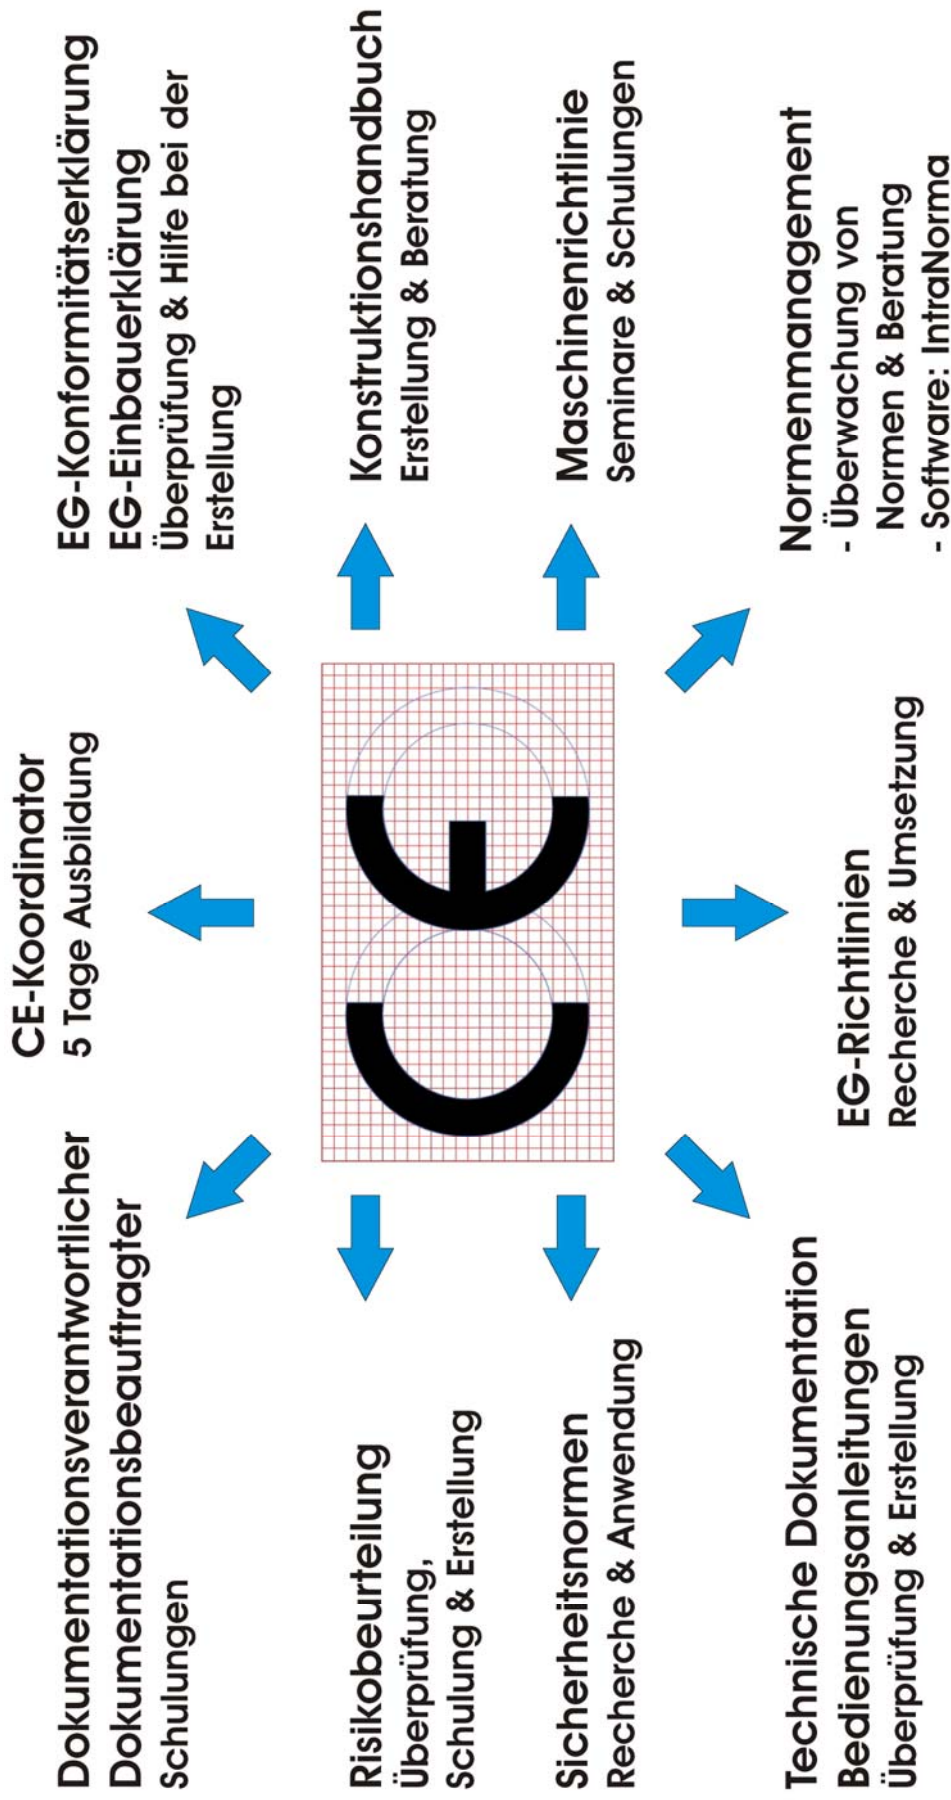 CE-Koordinator
5 Tage Ausbildung
Dokumentationsverantwortlicher
Dokumentationsbeauftragter
Schulungen
EG-Konformitätserklärung
EG-Einbauerklärung
Überprüfung & Hilfe bei der
Erstellung
Risikobeurteilung
Überprüfung,
Schulung & Erstellung
Konstruktionshandbuch
Erstellung & Beratung
CE
Sicherheitsnormen
Recherche & Anwendung
Maschinenrichtlinie
Seminare & Schulungen
Technische Dokumentation
Bedienungsanleitungen
Überprüfung & Erstellung
EG-Richtlinien
Recherche & Umsetzung
Normenmanagement
- Überwachung von
Normen & Beratung
- Software: IntraNorma